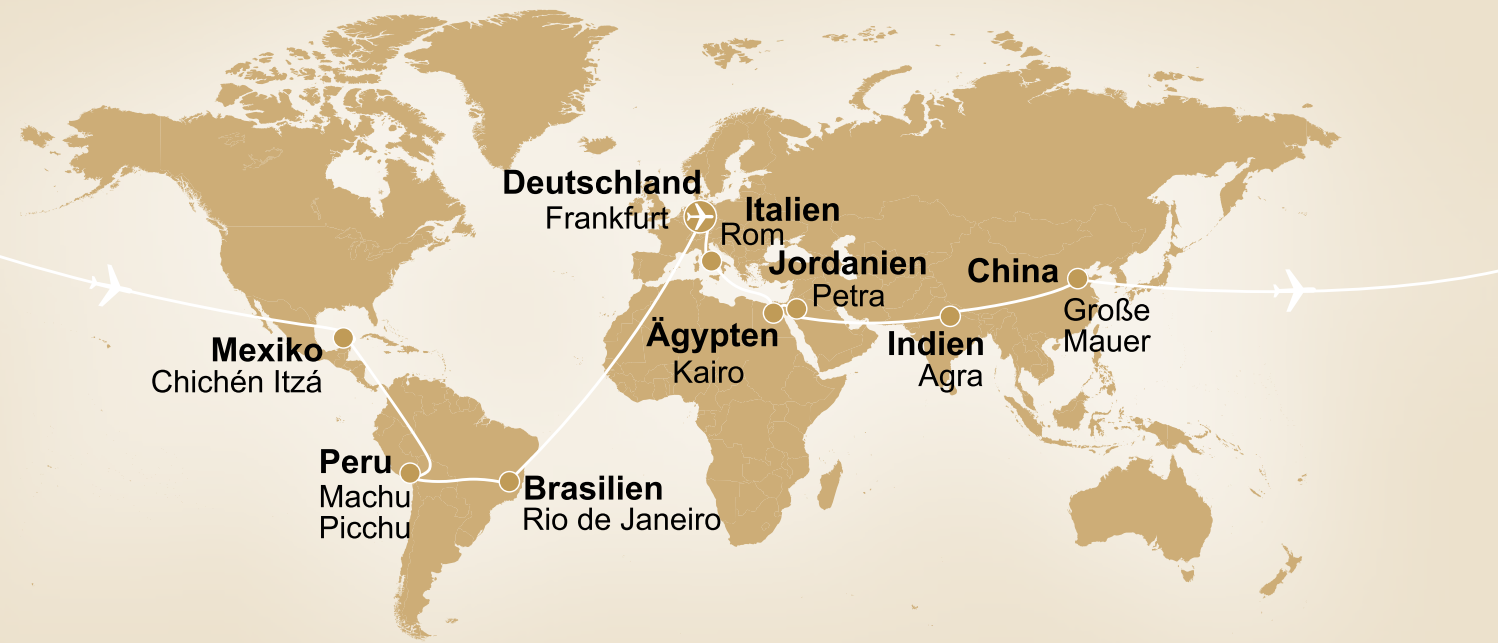 Deutschland
Frankfurt
Italien
Rom
Jordanien
Petra
China
Große
Mauer
Ägypten
Kairo
Indien
Agra
Mexiko
Chichén Itzá
Peru
Machu
Picchu
Brasilien
Rio de Janeiro